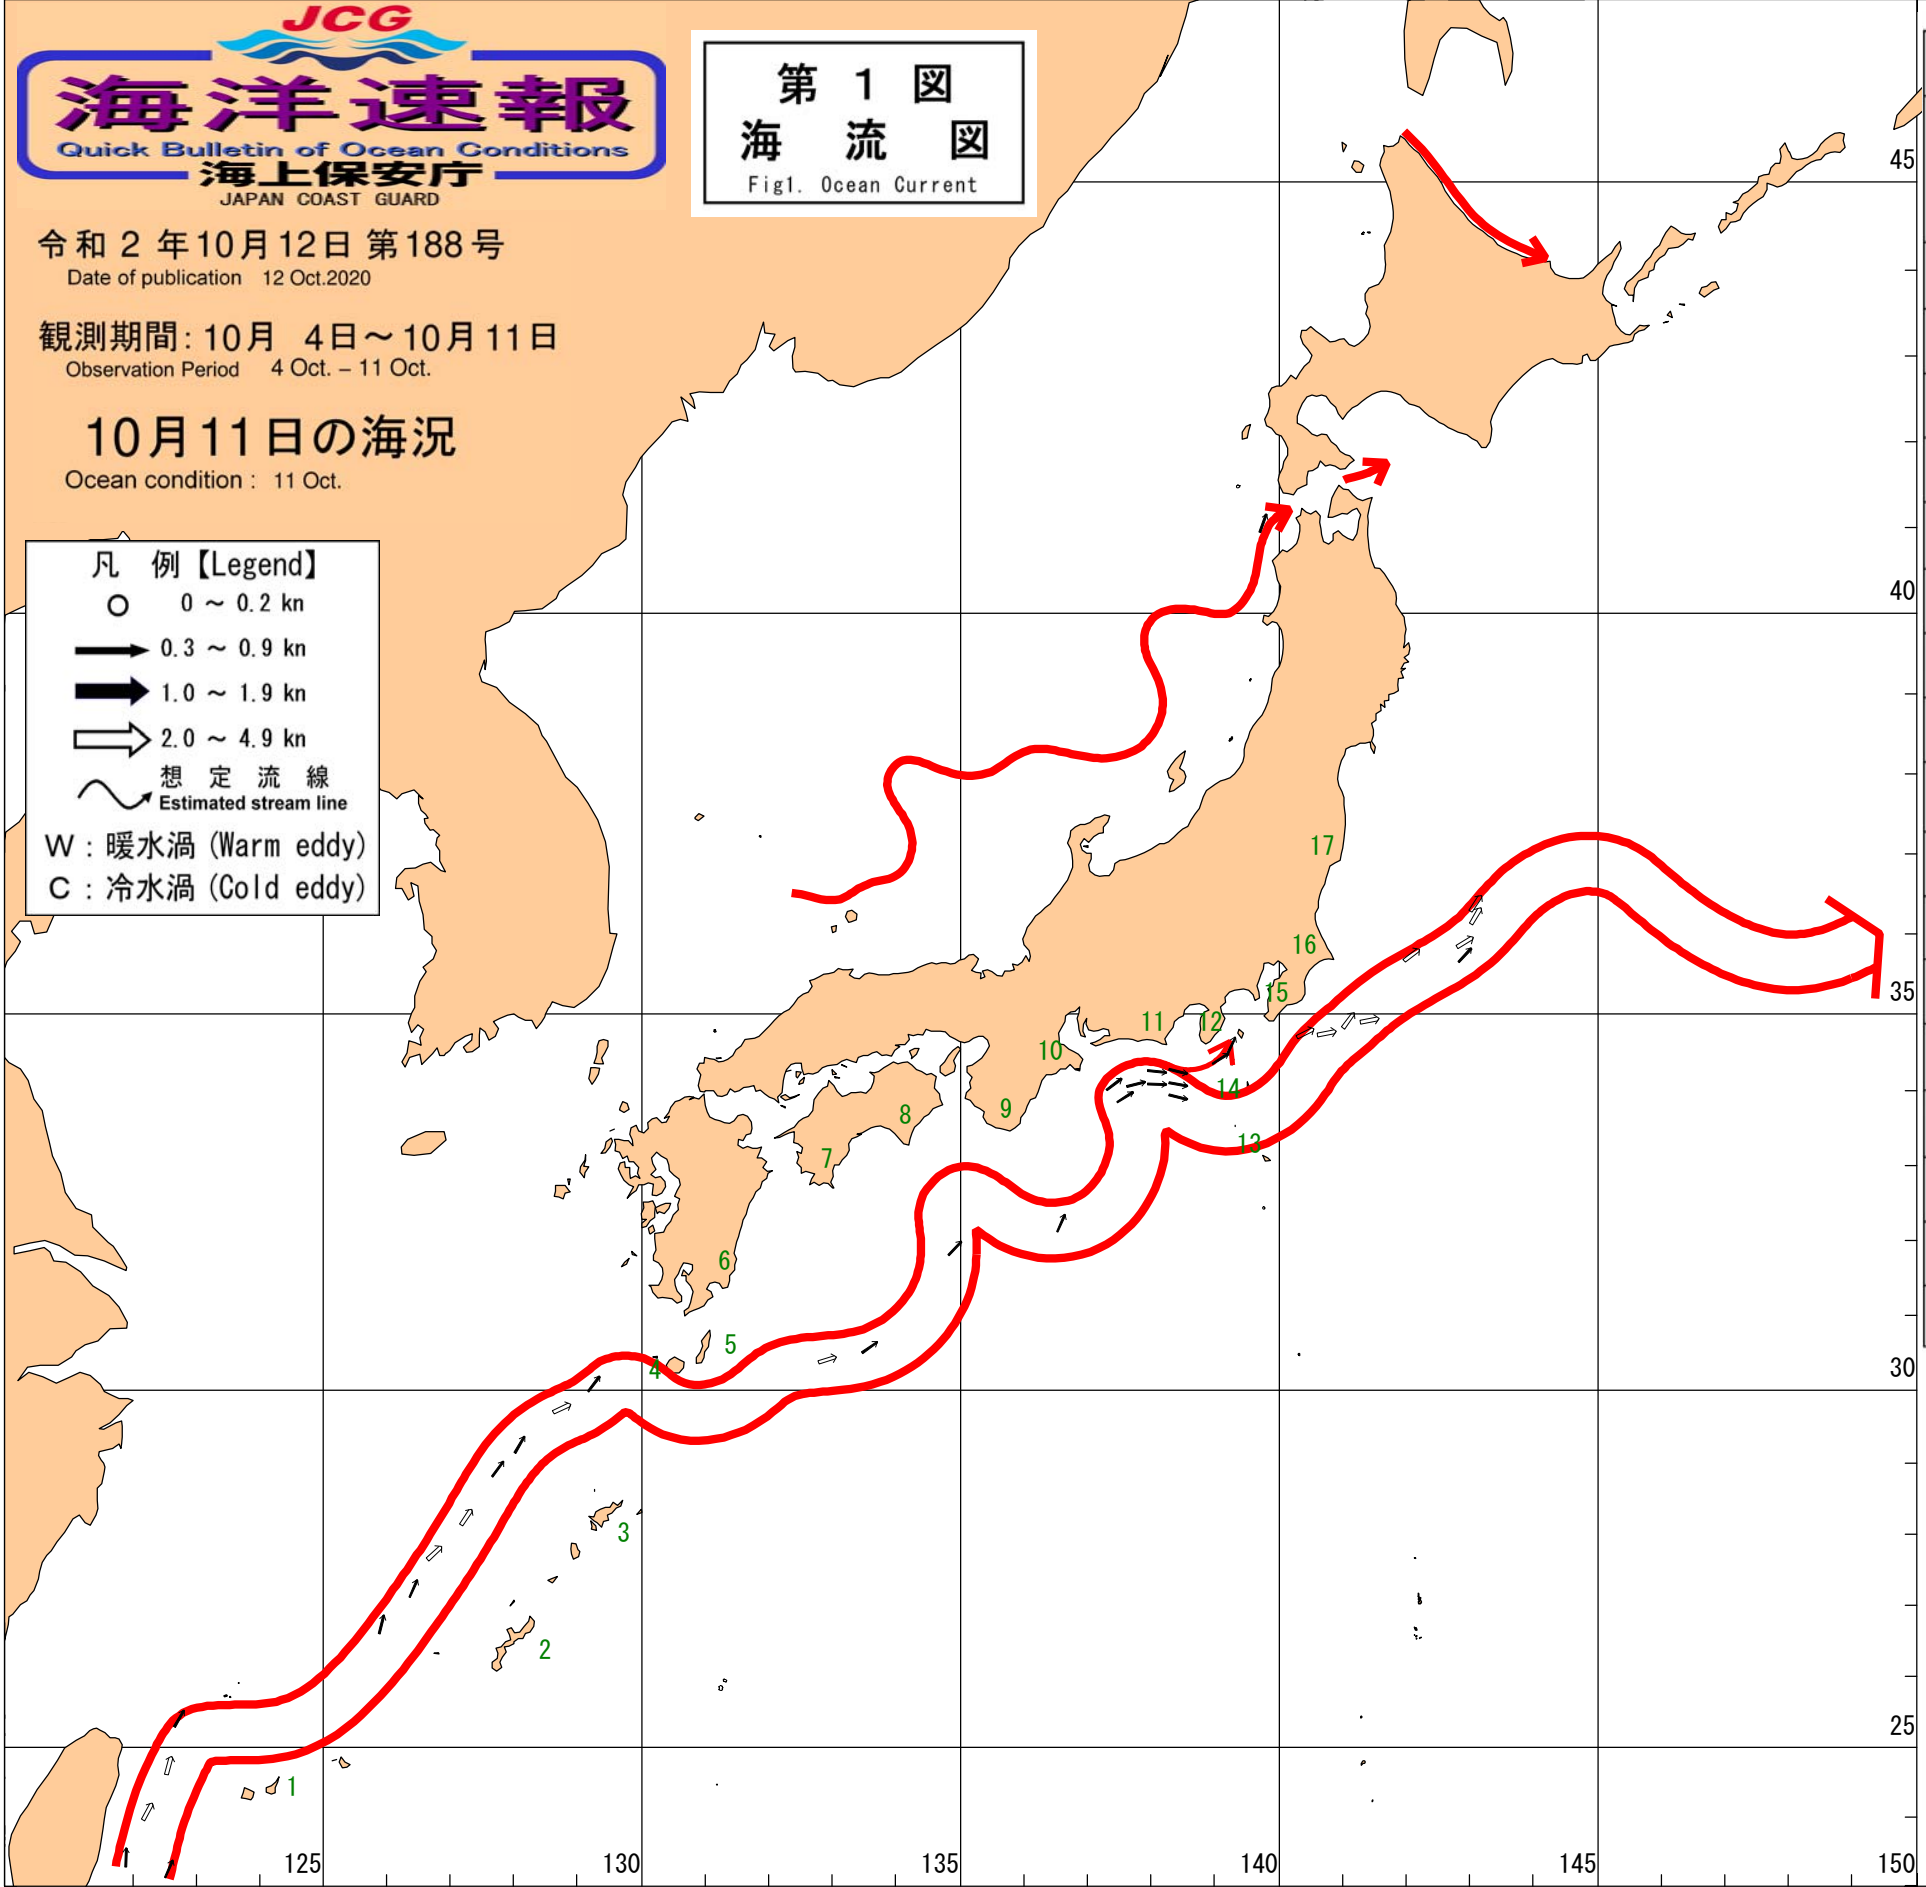 JCG
海洋速報
Quick Bulletin of Ocean Conditions
海上保安庁
JAPAN COAST GUARD
令和 2 年10月12日 第188号
Date of publication 12 Oct.2020
観測期間: 10月 4日～10月11日
Observation Period 4 Oct. – 11 Oct.
10月11日の海況
Ocean condition : 11 Oct.
第 1 図
海 流 図
Fig1. Ocean Current
凡 例【Legend】
0 ～ 0.2 kn
0.3 ～ 0.9 kn
1.0 ～ 1.9 kn
2.0 ～ 4.9 kn
想 定 流 線
Estimated stream line
W : 暖水渦 (Warm eddy)
C : 冷水渦 (Cold eddy)
45
40
17
16
35
15
12
11
10
14
9
8
13
7
6
5
4
30
3
2
25
1
125
130
135
140
145
150